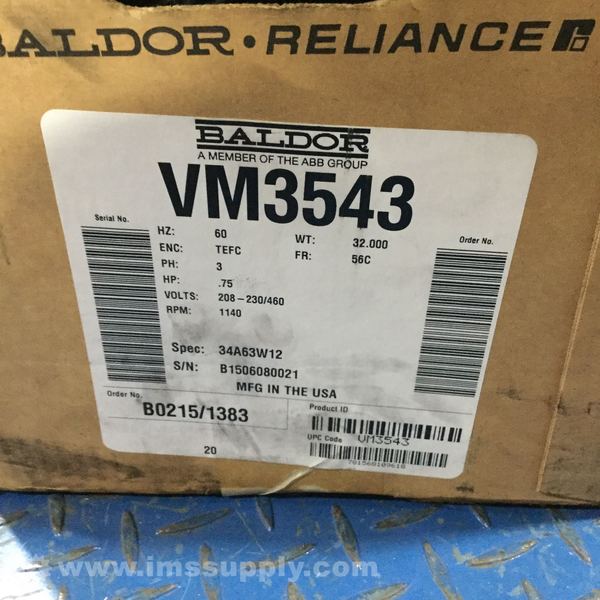 BALDOR • RELIANCE
BALDOR
A MEMBER OF THE ABB GROUP
VM3543
Serial No.
HZ: 60
WT: 32.000
Order No.
ENC: TEFC
FR: 56C
PH: 3
HP: .75
VOLTS: 208-230/460
RPM: 1140
Spec: 34A63W12
S/N: B1506080021
MFG IN THE USA
Order No.
B0215/1383
Product ID
UPC Code
VM3543
781568109618
20
www.imssupply.com